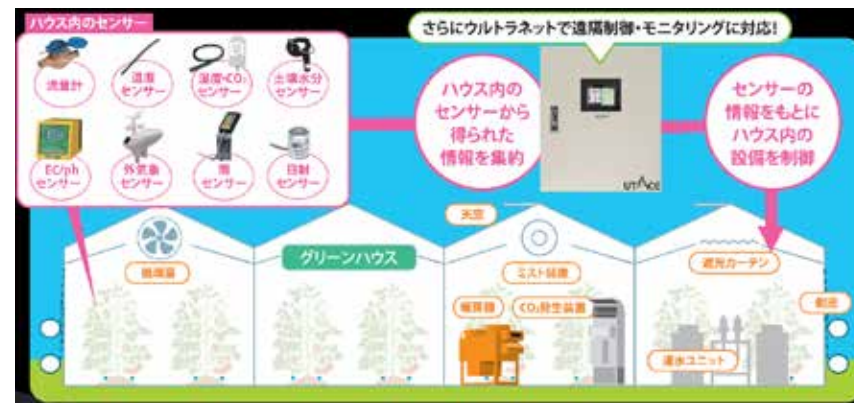 ハウス内のセンサー
さらにウルトラネットで遠隔制御・モニタリングに対応!
流量計
温度
センサー
湿度・CO₂
センサー
土壌水分
センサー
EC/ph
センサー
外気象
センサー
雨
センサー
日射
センサー
ハウス内の
センサーから
得られた
情報を集約
センサーの
情報をもとに
ハウス内の
設備を制御
天窓
循環扇
グリーンハウス
ミスト装置
遮光カーテン
暖房機
CO₂発生装置
側窓
灌水ユニット